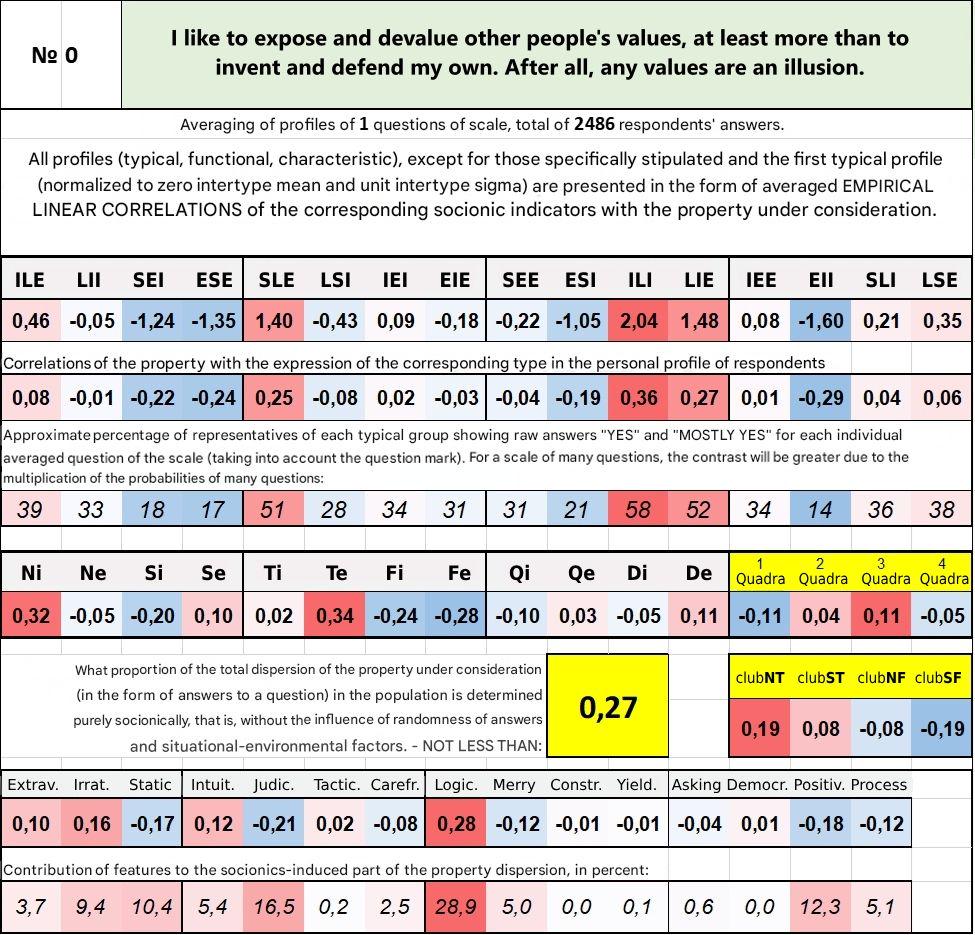 № 0
I like to expose and devalue other people's values, at least more than to
invent and defend my own. After all, any values are an illusion.
Averaging of profiles of 1 questions of scale, total of 2486 respondents' answers.
All profiles (typical, functional, characteristic), except for those specifically stipulated and the first typical profile
(normalized to zero intertype mean and unit intertype sigma) are presented in the form of averaged EMPIRICAL
LINEAR CORRELATIONS of the corresponding socionic indicators with the property under consideration.
ILE LII SEI ESE SLE LSI IEI EIE SEE ESI ILI LIE IEE EII SLI LSE
0,46 -0,05 -1,24 -1,35 1,40 -0,43 0,09 -0,18 -0,22 -1,05 2,04 1,48 0,08 -1,60 0,21 0,35
Correlations of the property with the expression of the corresponding type in the personal profile of respondents
0,08 -0,01 -0,22 -0,24 0,25 -0,08 0,02 -0,03 -0,04 -0,19 0,36 0,27 0,01 -0,29 0,04 0,06
Approximate percentage of representatives of each typical group showing raw answers "YES" and "MOSTLY YES" for each individual
averaged question of the scale (taking into account the question mark). For a scale of many questions, the contrast will be greater due to the
multiplication of the probabilities of many questions:
39 33 18 17 51 28 34 31 31 21 58 52 34 14 36 38
Ni Ne Si Se Ti Te Fi Fe Qi Qe Di De 1 Quadra 2 Quadra 3 Quadra 4 Quadra
0,32 -0,05 -0,20 0,10 0,02 0,34 -0,24 -0,28 -0,10 0,03 -0,05 0,11 -0,11 0,04 0,11 -0,05
What proportion of the total dispersion of the property under consideration
(in the form of answers to a question) in the population is determined
purely socionically, that is, without the influence of randomness of answers
and situational-environmental factors. - NOT LESS THAN:
0,27
clubNT clubST clubNF clubSF
0,19 0,08 -0,08 -0,19
Extrav. Irrat. Static Intuit. Judic. Tactic. Carefr. Logic. Merry Constr. Yield. Asking Democr. Positiv. Process
0,10 0,16 -0,17 0,12 -0,21 0,02 -0,08 0,28 -0,12 -0,01 -0,01 -0,04 0,01 -0,18 -0,12
Contribution of features to the socionics-induced part of the property dispersion, in percent:
3,7 9,4 10,4 5,4 16,5 0,2 2,5 28,9 5,0 0,0 0,1 0,6 0,0 12,3 5,1